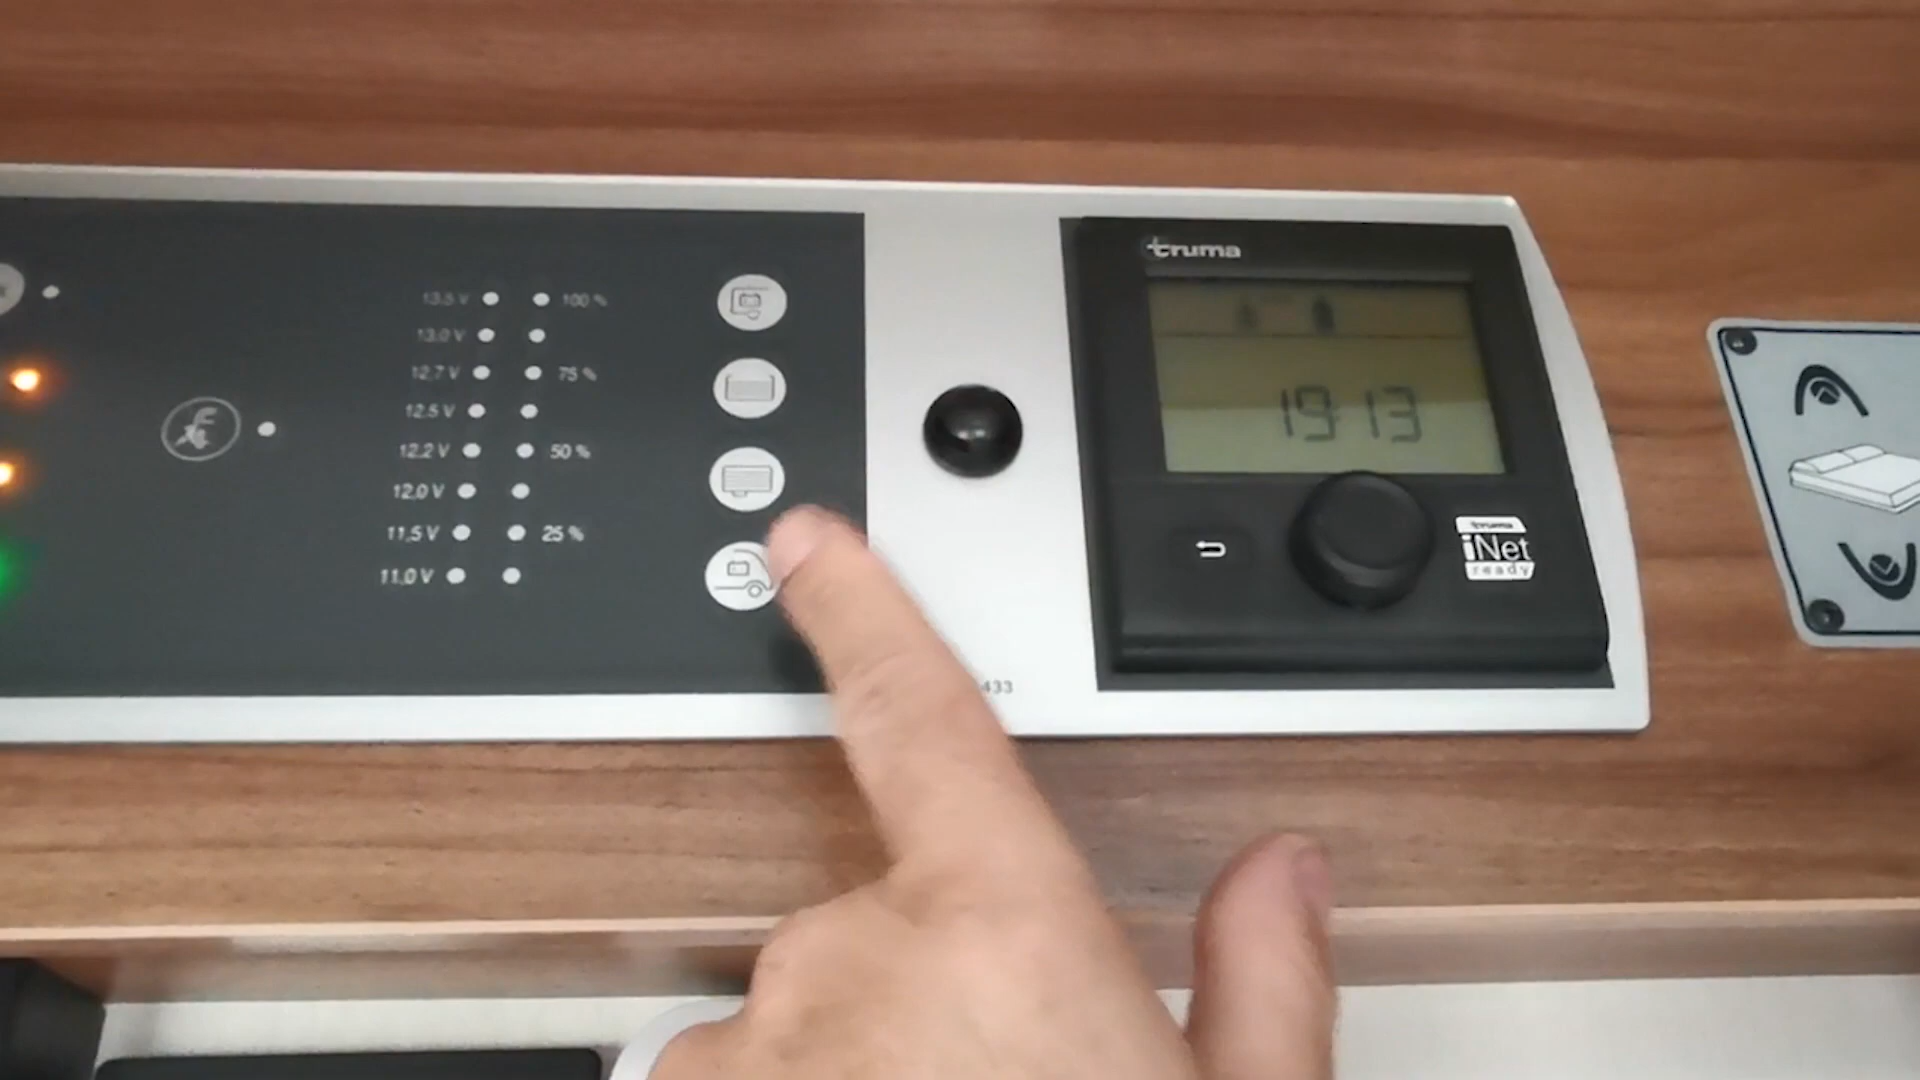 13.5 V 100 %
13.0 V
12.7 V 75 %
12.5 V
12.2 V 50 %
12.0 V
11.5 V 25 %
11.0 V
433
truma
19:13
truma
iNet
ready